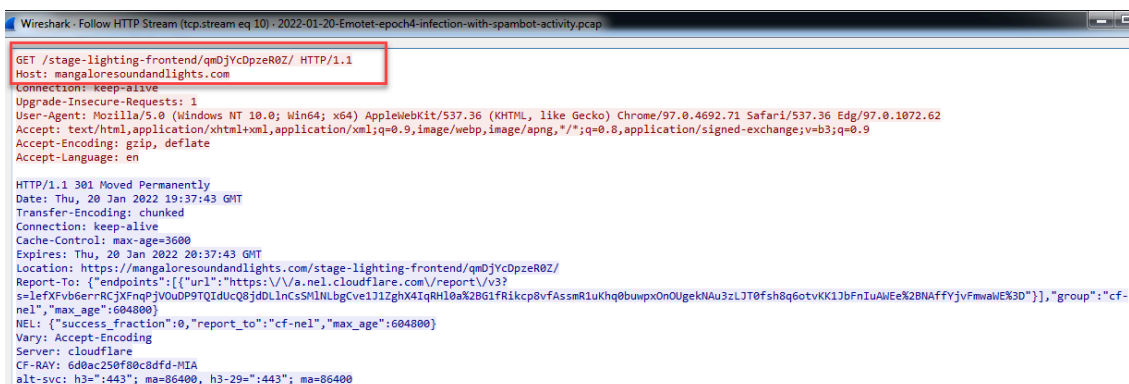 Wireshark · Follow HTTP Stream (tcp.stream eq 10) · 2022-01-20-Emotet-epoch4-infection-with-spambot-activity.pcap
GET /stage-lighting-frontend/qmDjYcDpzeR0Z/ HTTP/1.1
Host: mangaloresoundandlights.com
Connection: keep-alive
Upgrade-Insecure-Requests: 1
User-Agent: Mozilla/5.0 (Windows NT 10.0; Win64; x64) AppleWebKit/537.36 (KHTML, like Gecko) Chrome/97.0.4692.71 Safari/537.36 Edg/97.0.1072.62
Accept: text/html,application/xhtml+xml,application/xml;q=0.9,image/webp,image/apng,*/*;q=0.8,application/signed-exchange;v=b3;q=0.9
Accept-Encoding: gzip, deflate
Accept-Language: en
HTTP/1.1 301 Moved Permanently
Date: Thu, 20 Jan 2022 19:37:43 GMT
Transfer-Encoding: chunked
Connection: keep-alive
Cache-Control: max-age=3600
Expires: Thu, 20 Jan 2022 20:37:43 GMT
Location: https://mangaloresoundandlights.com/stage-lighting-frontend/qmDjYcDpzeR0Z/
Report-To: {"endpoints":[{"url":"https:\/\/a.nel.cloudflare.com\/report\/v3?
s=lefXFvb6errRCjXFnqPjVOuDP9TQIdUcQ8jdDLlnCsSMlNLbgCve1J1ZghX4IqRHl0a%2BG1fRikcp8vfAssmR1uKhq0buwpxOnOUgekNAu3zLJT0fsh8q6otvKK1JbFnIuAWEe%2BNAffYjvFmwaWE%3D"}],"group":"cf-
nel","max_age":604800}
NEL: {"success_fraction":0,"report_to":"cf-nel","max_age":604800}
Vary: Accept-Encoding
Server: cloudflare
CF-RAY: 6d0ac250f80c8dfd-MIA
alt-svc: h3=":443"; ma=86400, h3-29=":443"; ma=86400